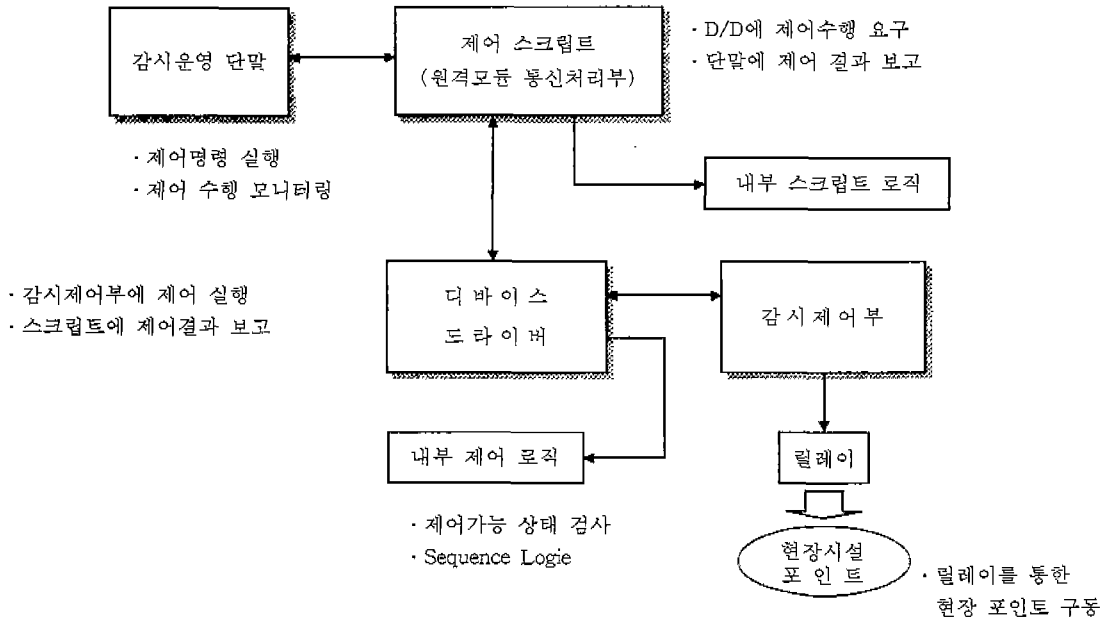 감시운영 단말
제어 스크립트
(원격모듈 통신처리부)
· D/D에 제어수행 요구
· 단말에 제어 결과 보고
· 제어명령 실행
· 제어 수행 모니터링
내부 스크립트 로직
· 감시제어부에 제어 실행
· 스크립트에 제어결과 보고
디 바 이 스
도 라 이 버
감 시 제 어 부
내부 제어 로직
릴레이
· 제어가능 상태 검사
· Sequence Logie
현장시설
포 인 트
· 릴레이를 통한
현장 포인트 구동